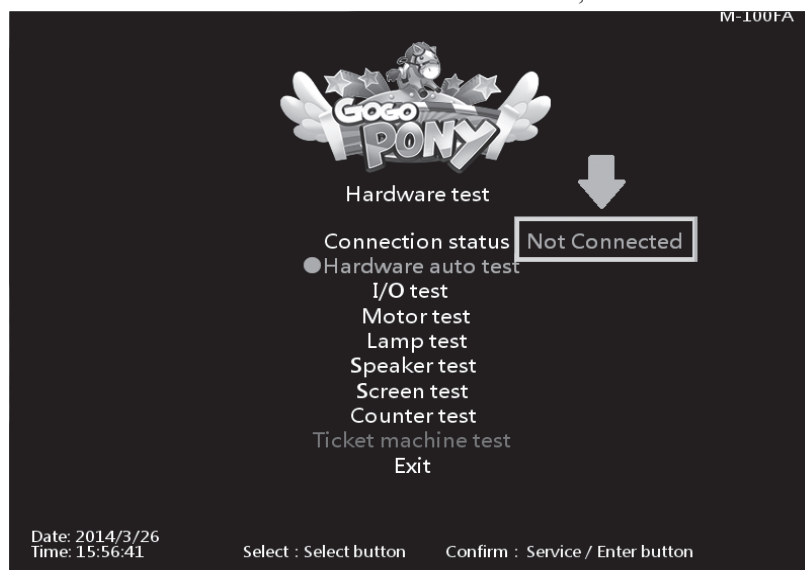 M-100FA
GOGO
PONY
Hardware test
Connection status Not Connected
Hardware auto test
I/O test
Motor test
Lamp test
Speaker test
Screen test
Counter test
Ticket machine test
Exit
Date: 2014/3/26
Time: 15:56:41 Select : Select button Confirm : Service / Enter button